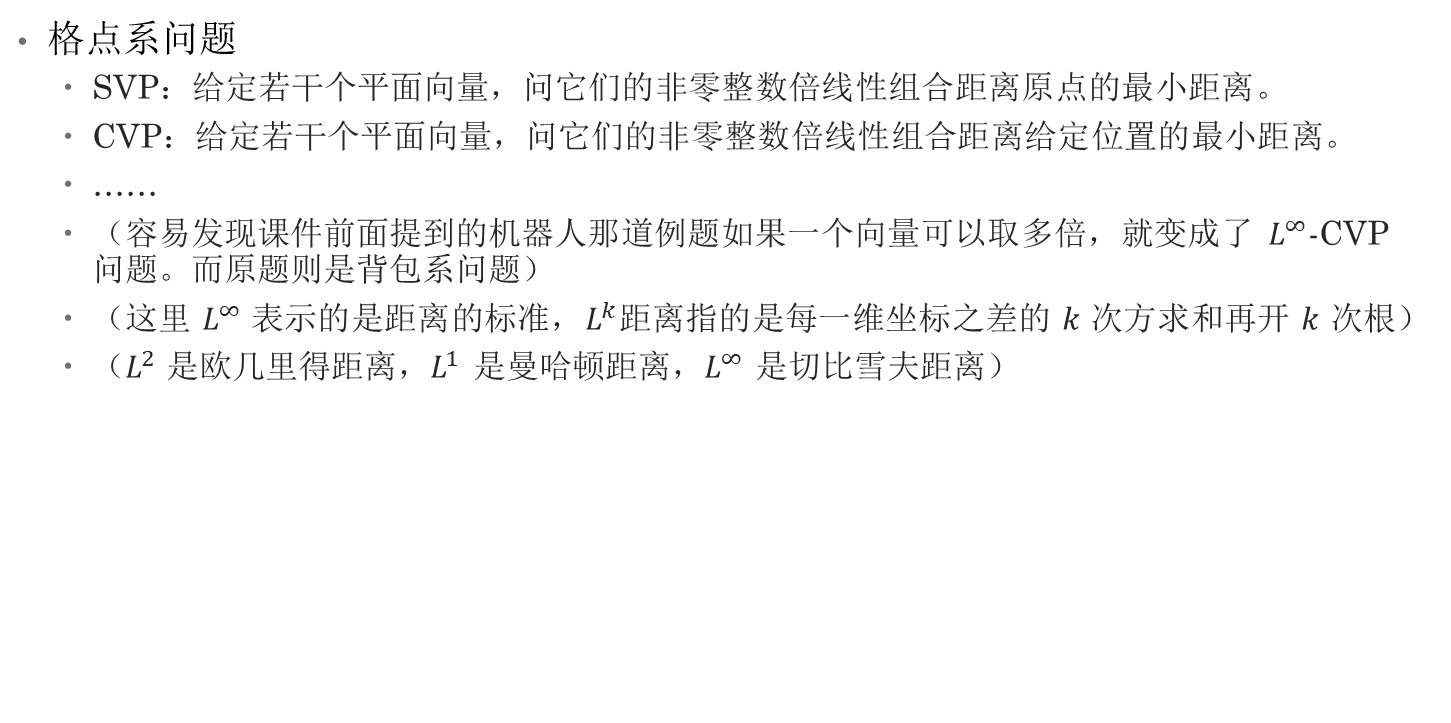 • 格点系问题
• SVP：给定若干个平面向量，问它们的非零整数倍线性组合距离原点的最小距离。
• CVP：给定若干个平面向量，问它们的非零整数倍线性组合距离给定位置的最小距离。
• ……
• （容易发现课件前面提到的机器人那道例题如果一个向量可以取多倍，就变成了 L^∞-CVP
问题。而原题则是背包系问题）
• （这里 L^∞ 表示的是距离的标准，L^k距离指的是每一维坐标之差的 k 次方求和再开 k 次根）
• （L² 是欧几里得距离，L¹ 是曼哈顿距离，L^∞ 是切比雪夫距离）